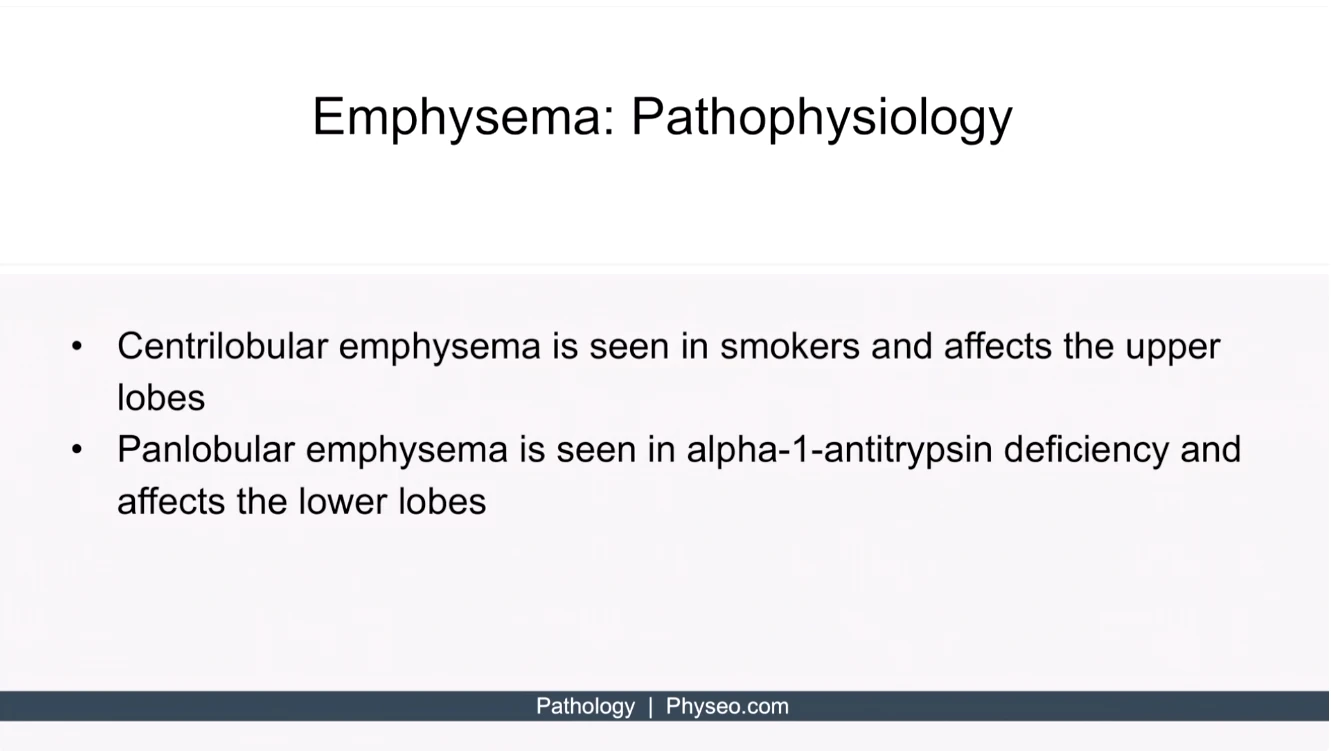 Emphysema: Pathophysiology
• Centrilobular emphysema is seen in smokers and affects the upper
lobes
• Panlobular emphysema is seen in alpha-1-antitrypsin deficiency and
affects the lower lobes
Pathology | Physeo.com